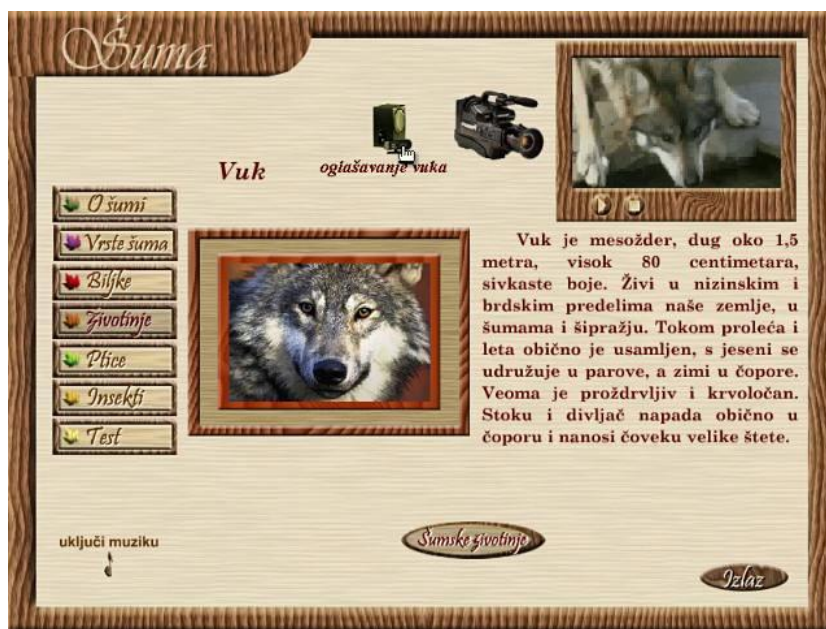 Šuma
Vuk
oglašavanje vuka
O šumi
Vrste šuma
Biljke
Životinje
Ptice
Insekti
Test
Vuk je mesožder, dug oko 1,5
metra, visok 80 centimetara,
sivkaste boje. Živi u nizinskim i
brdskim predelima naše zemlje, u
šumama i šipražju. Tokom proleća i
leta obično je usamljen, s jeseni se
udružuje u parove, a zimi u čopore.
Veoma je proždrvljiv i krvoločan.
Stoku i divljač napada obično u
čoporu i nanosi čoveku velike štete.
uključi muziku
Šumske životinje
Izlaz